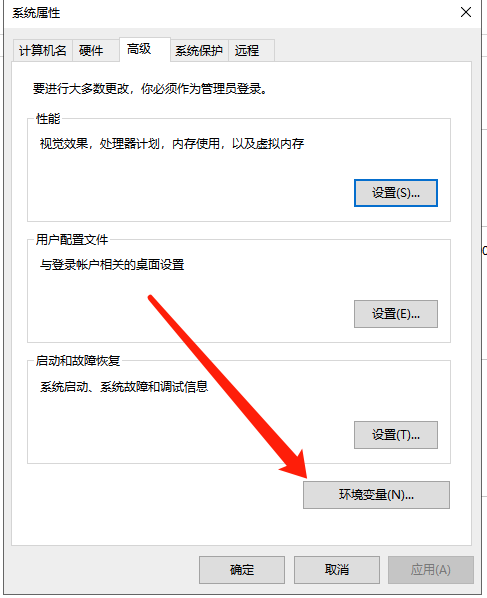 系统属性
计算机名 硬件 高级 系统保护 远程
要进行大多数更改，你必须作为管理员登录。
性能
视觉效果，处理器计划，内存使用，以及虚拟内存
设置(S)...
用户配置文件
与登录帐户相关的桌面设置
设置(E)...
启动和故障恢复
系统启动、系统故障和调试信息
设置(T)...
环境变量(N)...
确定 取消 应用(A)